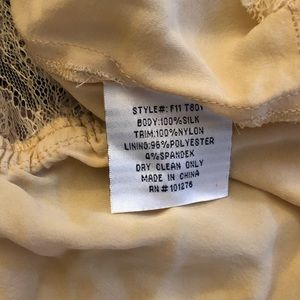 STYLE#: F11 T801
BODY:100%SILK
TRIM:100%NYLON
LINING:96%POLYESTER
4%SPANDEX
DRY CLEAN ONLY
MADE IN CHINA
RN # 101276